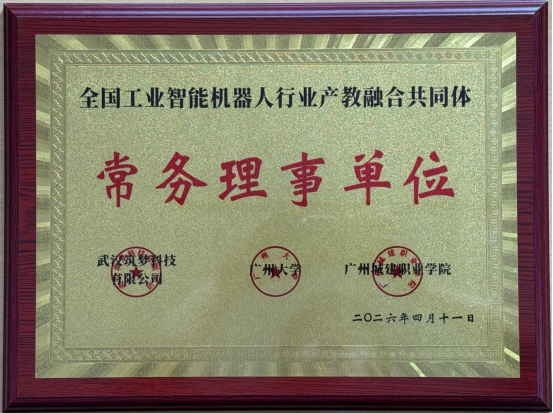 全国工业智能机器人行业产教融合共同体
常务理事单位
武汉筑梦科技
有限公司
广州大学
广州城建职业学院
二〇二六年四月十一日